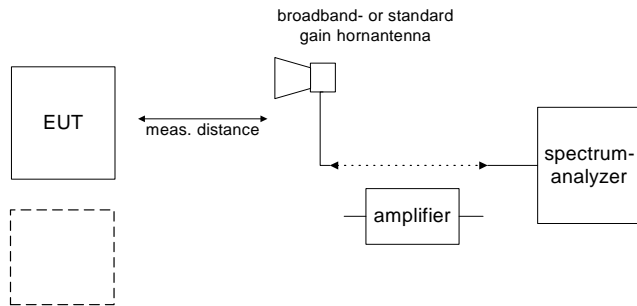 broadband- or standard
gain hornantenna
EUT
meas. distance
spectrum-
analyzer
amplifier